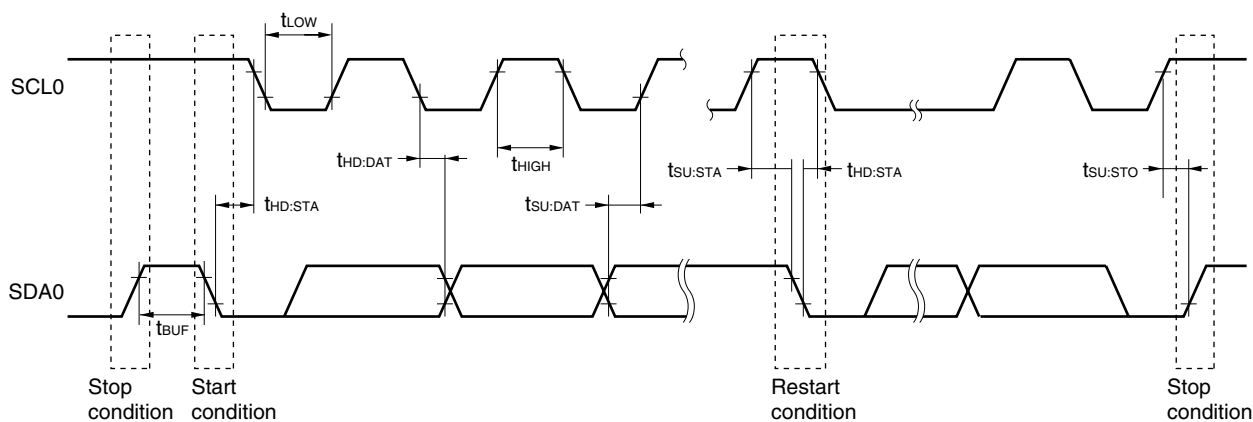 tLOW
SCL0
tHD:DAT
tHIGH
tSU:STA
tHD:STA
tSU:STO
tHD:STA
tSU:DAT
SDA0
tBUF
Stop
condition
Start
condition
Restart
condition
Stop
condition